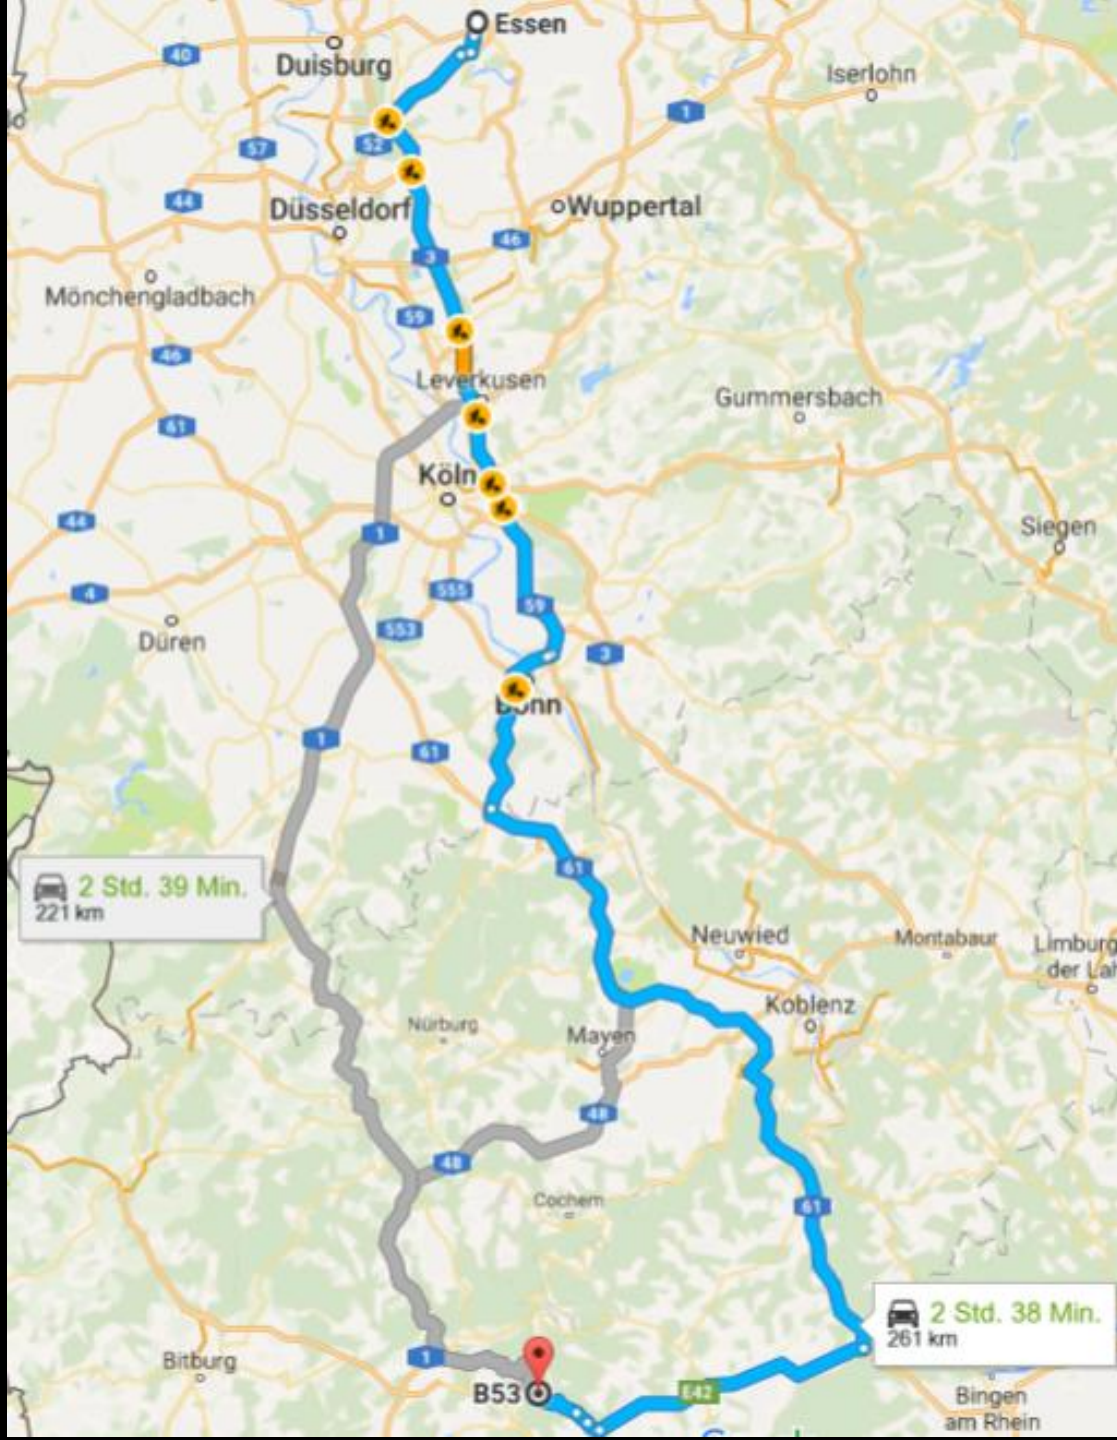 Essen
40
Duisburg
Iserlohn
1
57
52
44
Düsseldorf
Wuppertal
46
3
Mönchengladbach
59
46
Leverkusen
Gummersbach
61
Köln
44
1
Siegen
4
555
59
Düren
553
3
Bonn
1
61
61
2 Std. 39 Min.
221 km
Neuwied
Montabaur
Limburg
der Lah
Koblenz
Nürburg
Mayen
48
48
Cochem
61
2 Std. 38 Min.
261 km
1
Bitburg
B53
E42
Bingen
am Rhein